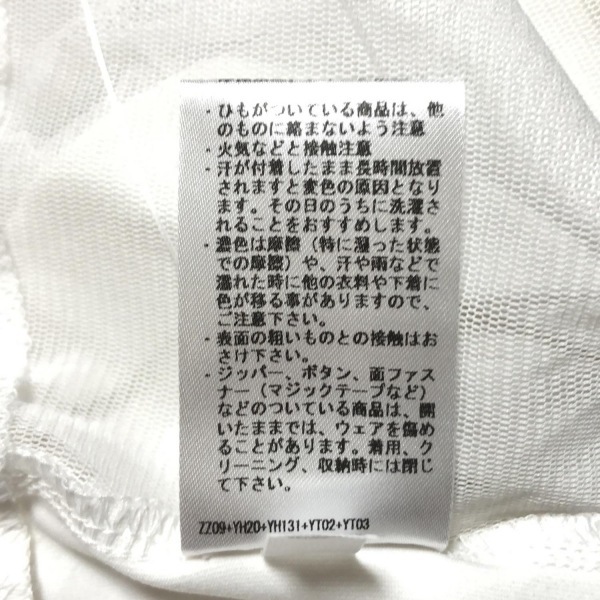 ・ひもがついている商品は、他
のものに絡まないよう注意
・火気などと接触注意
・汗が付着したまま長時間放置
されますと変色の原因となり
ます。その日のうちに洗濯さ
れることをおすすめします。
・濃色は摩擦（特に湿った状態
での摩擦）や、汗や雨などで
濡れた時に他の衣料や下着に
色が移る事がありますので、
ご注意下さい。
・表面の粗いものとの接触はお
さけ下さい。
・ジッパー、ボタン、面ファス
ナー（マジックテープなど）
などのついている商品は、開
いたままでは、ウェアを傷め
ることがあります。着用、ク
リーニング、収納時には閉じ
て下さい。
ZZ09+YH20+YH131+YT02+YT03